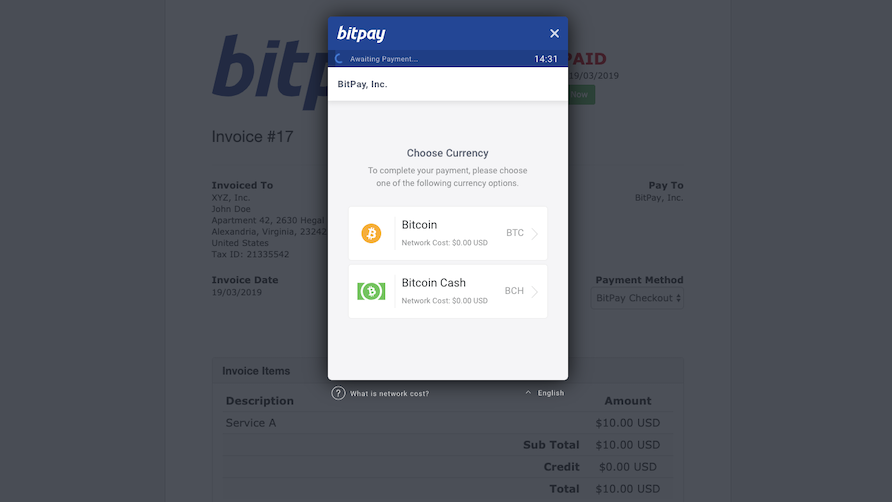 bitpay
Awaiting Payment...
14:31
BitPay, Inc.
Choose Currency
To complete your payment, please choose
one of the following currency options.
Bitcoin
Network Cost: $0.00 USD
BTC
Bitcoin Cash
Network Cost: $0.00 USD
BCH
? What is network cost?
English
bitp
PAID
19/03/2019
Now
Invoice #17
Invoiced To
XYZ, Inc.
John Doe
Apartment 42, 2630 Hegal
Alexandria, Virginia, 23242
United States
Tax ID: 21335542
Pay To
BitPay, Inc.
Invoice Date
19/03/2019
Payment Method
BitPay Checkout
Invoice Items
Description Amount
Service A $10.00 USD
Sub Total $10.00 USD
Credit $0.00 USD
Total $10.00 USD